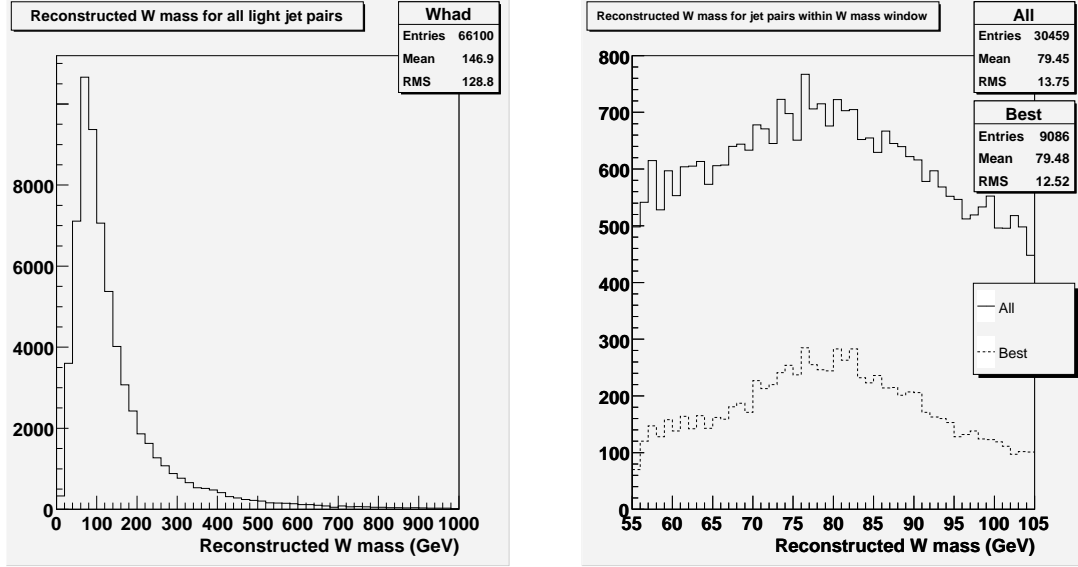 Reconstructed W mass for all light jet pairs
Whad
Entries 66100
Mean 146.9
RMS 128.8
8000
6000
4000
2000
0
0 100 200 300 400 500 600 700 800 900 1000
Reconstructed W mass (GeV)
Reconstructed W mass for jet pairs within W mass window
All
Entries 30459
Mean 79.45
RMS 13.75
Best
Entries 9086
Mean 79.48
RMS 12.52
800
700
600
500
400
300
200
100
0
All
Best
55 60 65 70 75 80 85 90 95 100 105
Reconstructed W mass (GeV)